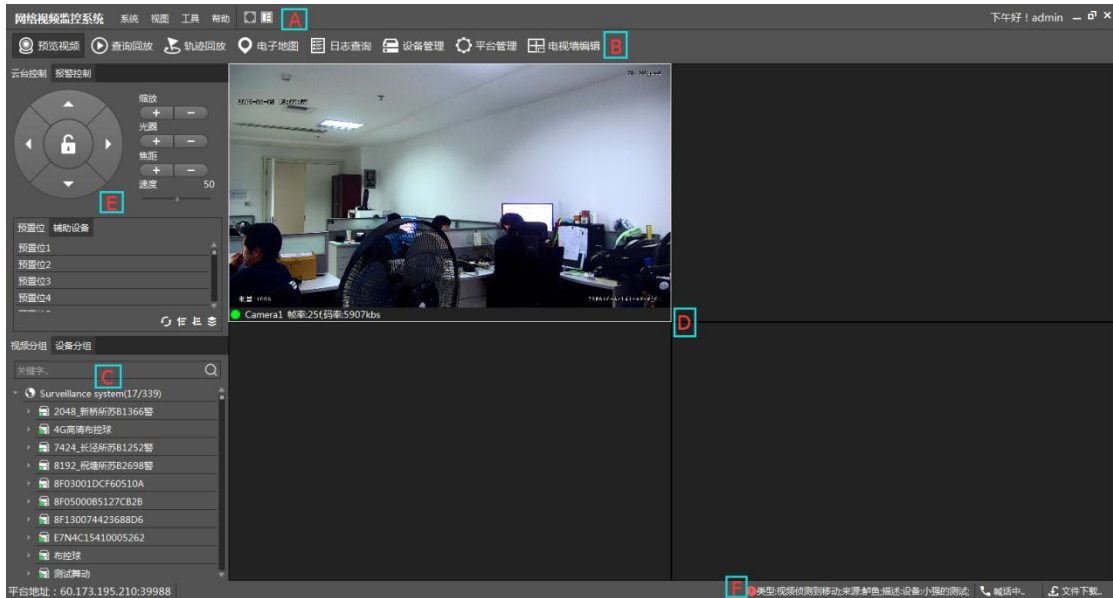 网络视频监控系统 系统 视图 工具 帮助 A 下午好！admin
预览视频 查询回放 轨迹回放 电子地图 日志查询 设备管理 平台管理 电视墙编辑 B
云台控制 报警控制
缩放
+ −
光圈
+ −
焦距
+ −
速度 50
E
预置位 辅助设备
预置位1
预置位2
预置位3
预置位4
Camera1 帧率:25f,码率:5907kbs
D
视频分组 设备分组
关键字..
C
Surveillance system(17/339)
2048_新桥所苏B1366警
4G高清布控球
7424_长泾所苏B1252警
8192_祝塘所苏B2698警
8F03001DCF60510A
8F05000B5127CB2B
8F130074423688D6
E7N4C15410005262
布控球
测试舞动
平台地址：60.173.195.210:39988 F 类型:视频侦测到移动;来源:鲈鱼;描述:设备:小强的测试; 喊话中.. 文件下载..